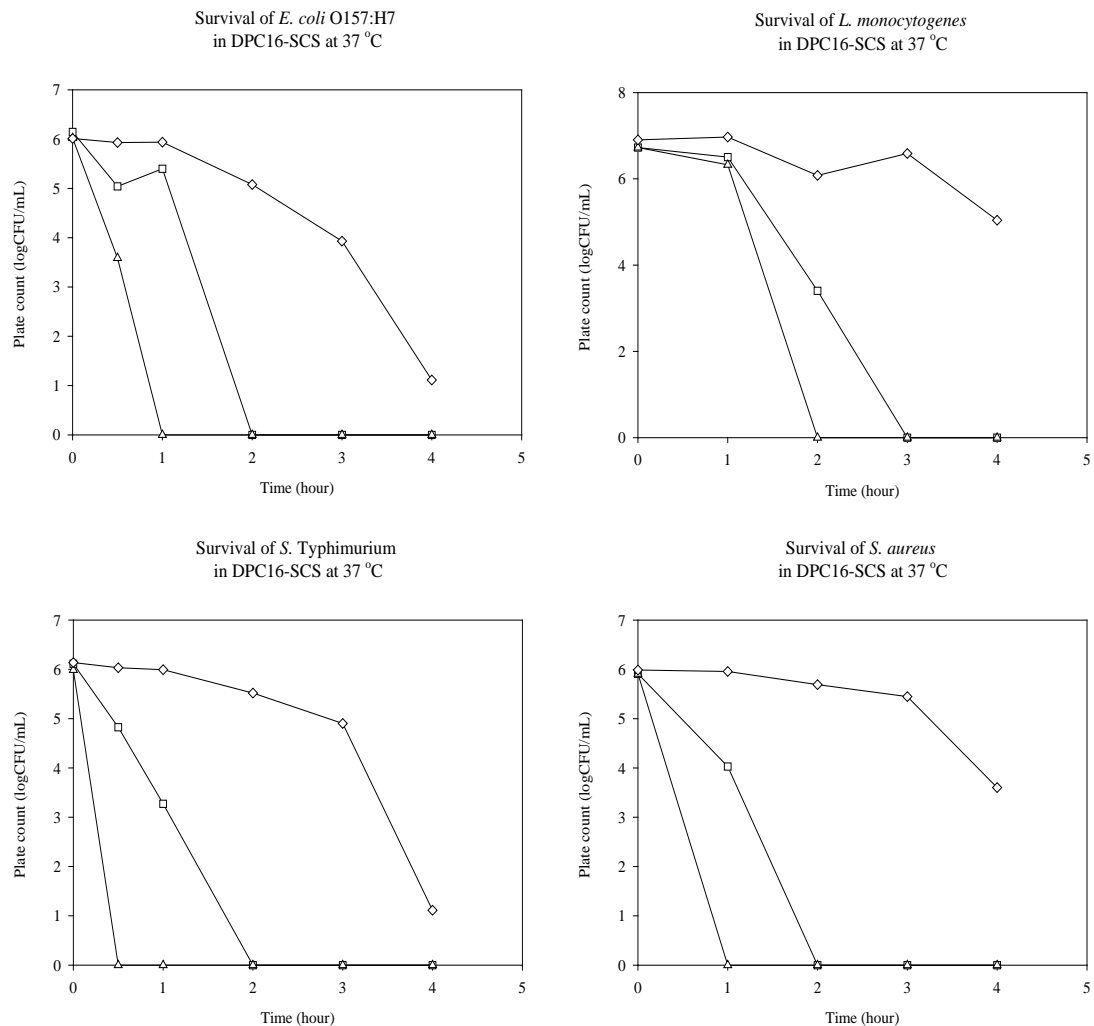 Survival of E. coli O157:H7
in DPC16-SCS at 37 °C
Plate count (logCFU/mL)
7
6
5
4
3
2
1
0
0 1 2 3 4 5
Time (hour)
Survival of L. monocytogenes
in DPC16-SCS at 37 °C
Plate count (logCFU/mL)
8
6
4
2
0
0 1 2 3 4 5
Time (hour)
Survival of S. Typhimurium
in DPC16-SCS at 37 °C
Plate count (logCFU/mL)
7
6
5
4
3
2
1
0
0 1 2 3 4 5
Time (hour)
Survival of S. aureus
in DPC16-SCS at 37 °C
Plate count (logCFU/mL)
7
6
5
4
3
2
1
0
0 1 2 3 4 5
Time (hour)